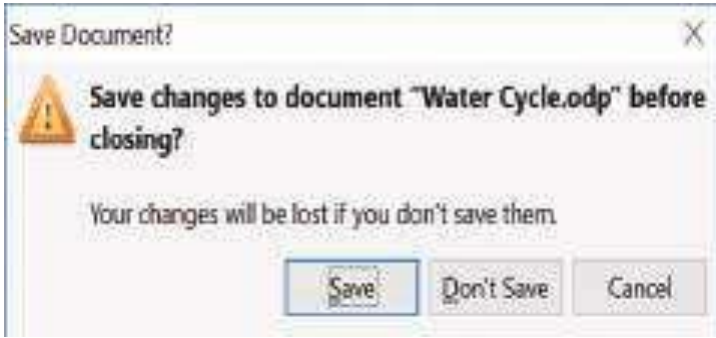 Save Document?
Save changes to document "Water Cycle.odp" before
closing?
Your changes will be lost if you don't save them.
Save Don't Save Cancel